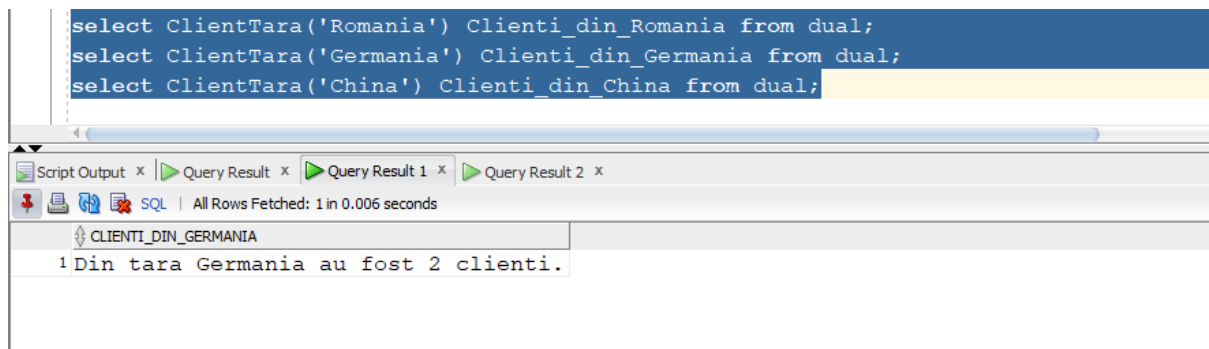 select ClientTara('Romania') Clienti_din_Romania from dual;
select ClientTara('Germania') Clienti_din_Germania from dual;
select ClientTara('China') Clienti_din_China from dual;
Script Output x Query Result x Query Result 1 x Query Result 2 x
SQL | All Rows Fetched: 1 in 0.006 seconds
CLIENTI_DIN_GERMANIA
1 Din tara Germania au fost 2 clienti.